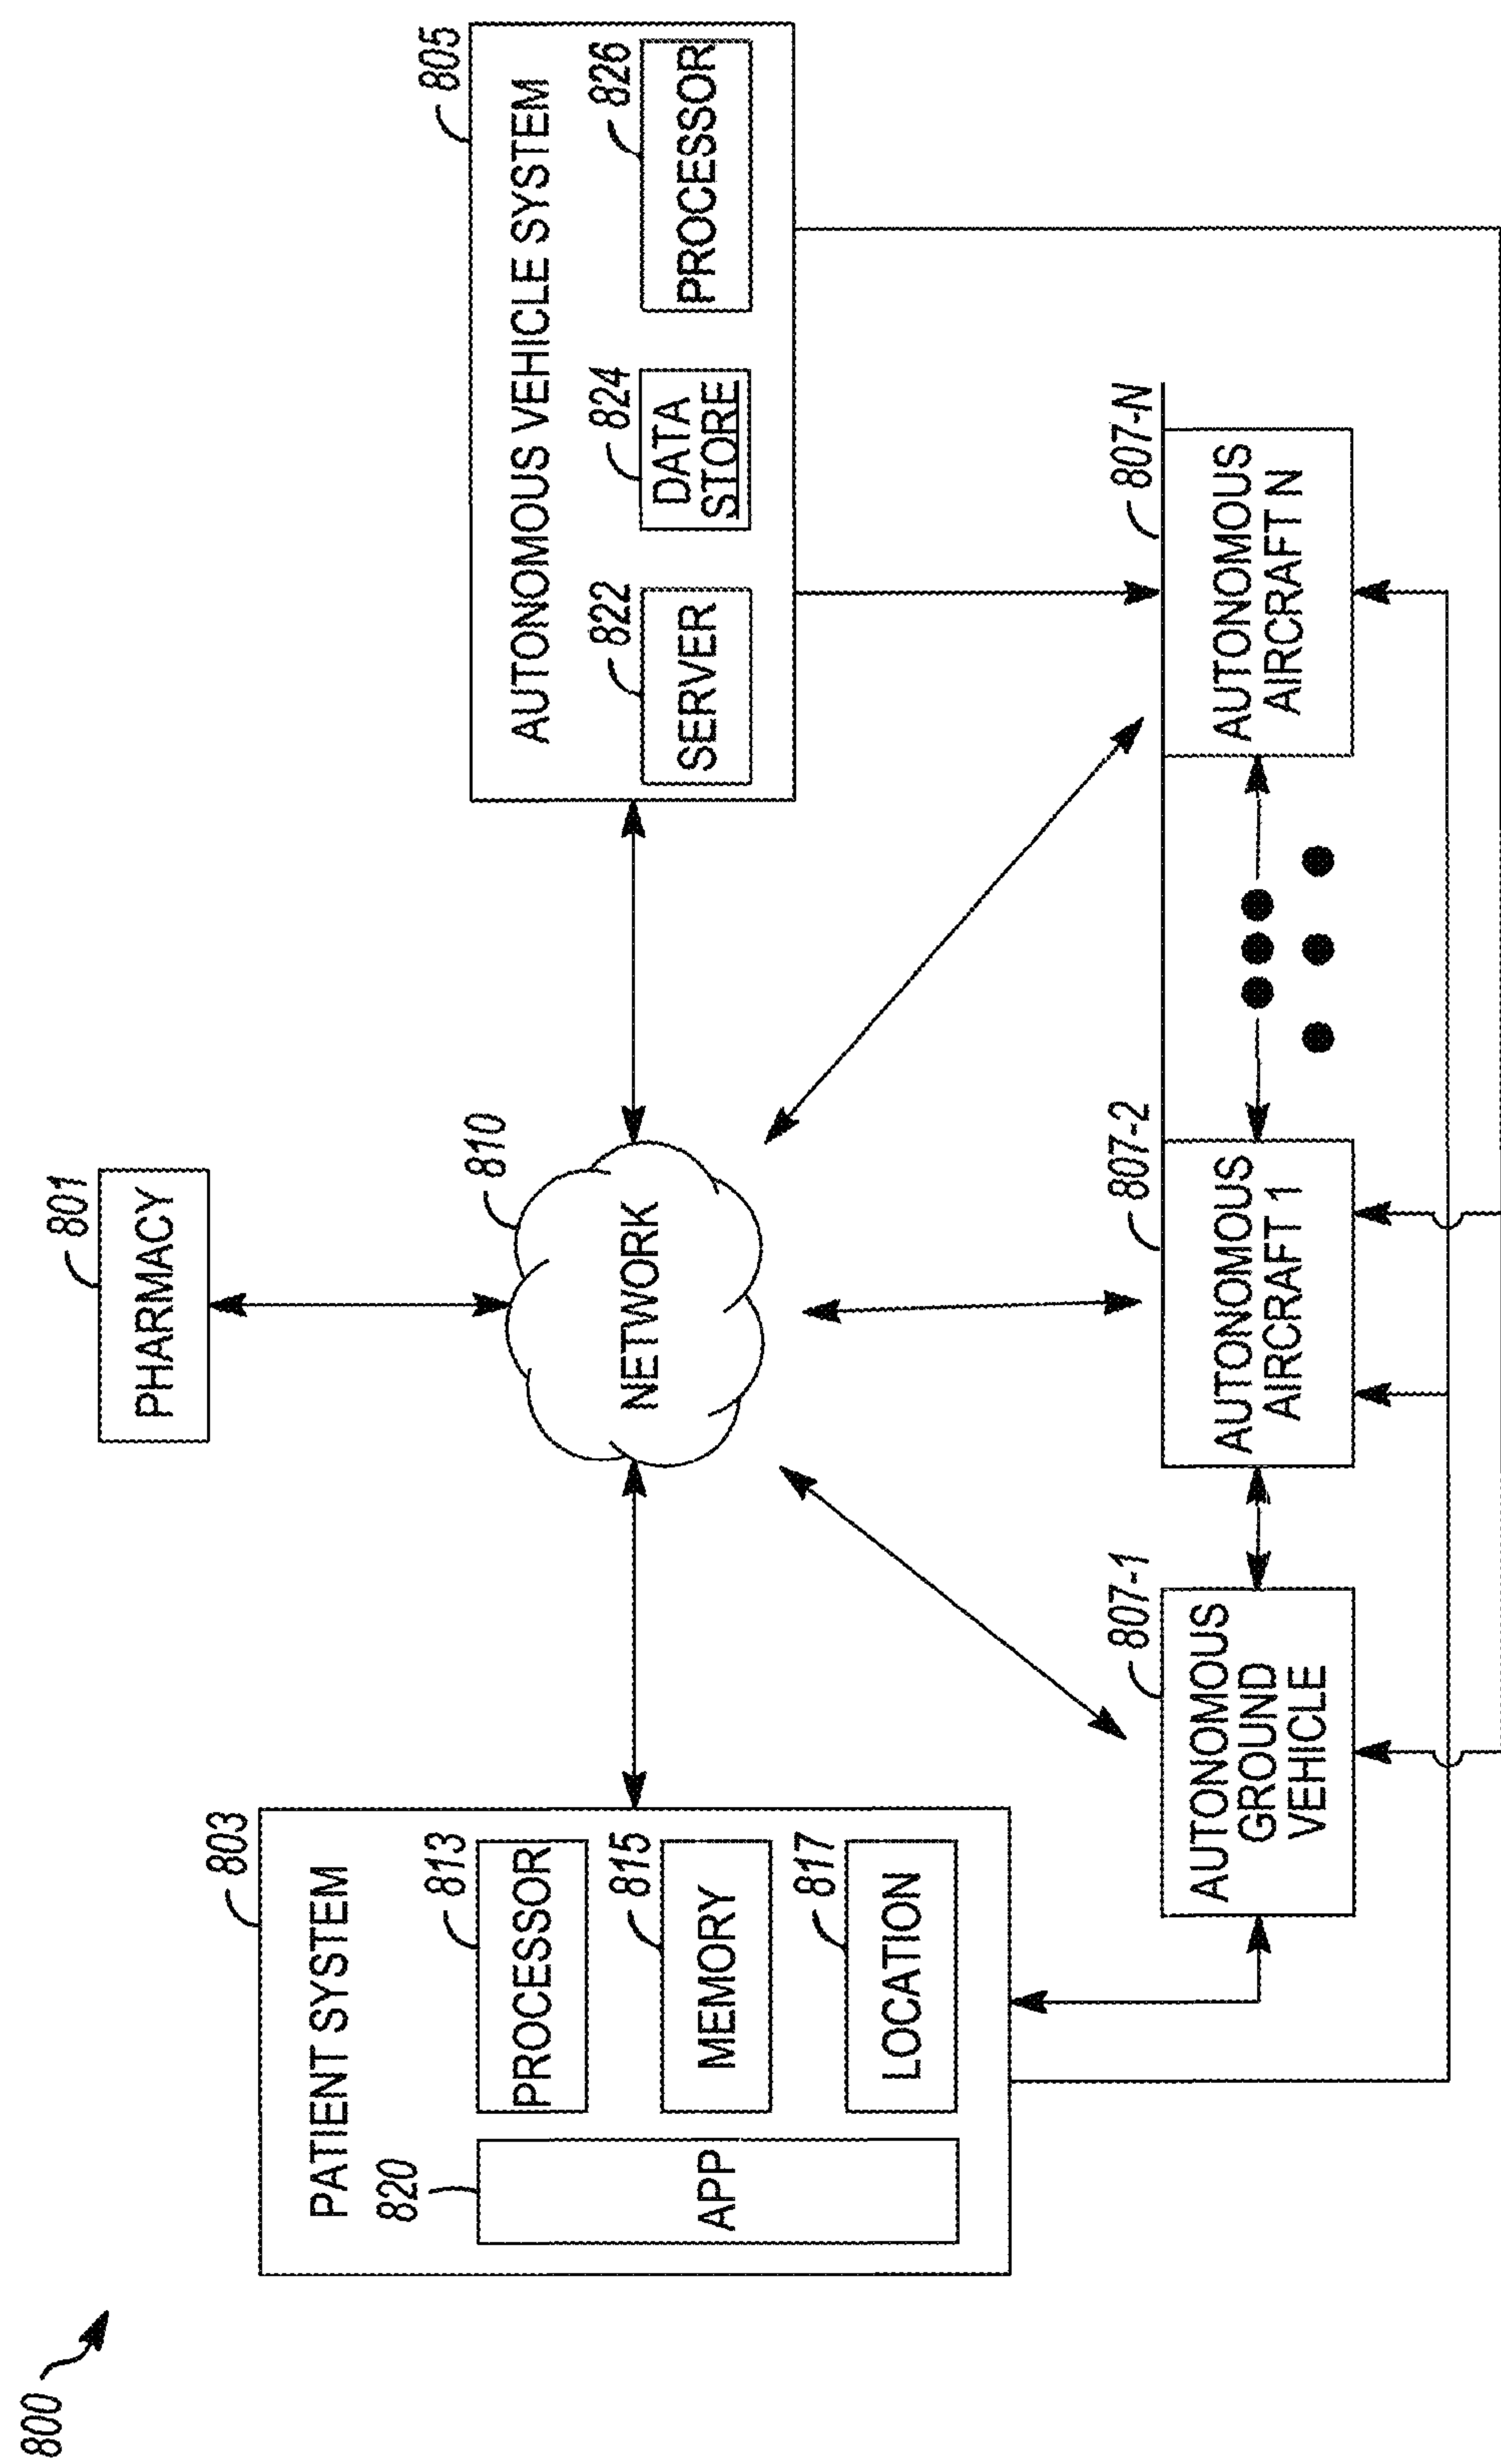 800
801
PHARMACY
803
PATIENT SYSTEM
820
APP
813
PROCESSOR
815
MEMORY
817
LOCATION
810
NETWORK
805
AUTONOMOUS VEHICLE SYSTEM
822
SERVER
824
DATA
STORE
826
PROCESSOR
807-1
AUTONOMOUS
GROUND
VEHICLE
807-2
AUTONOMOUS
AIRCRAFT 1
807-N
AUTONOMOUS
AIRCRAFT N